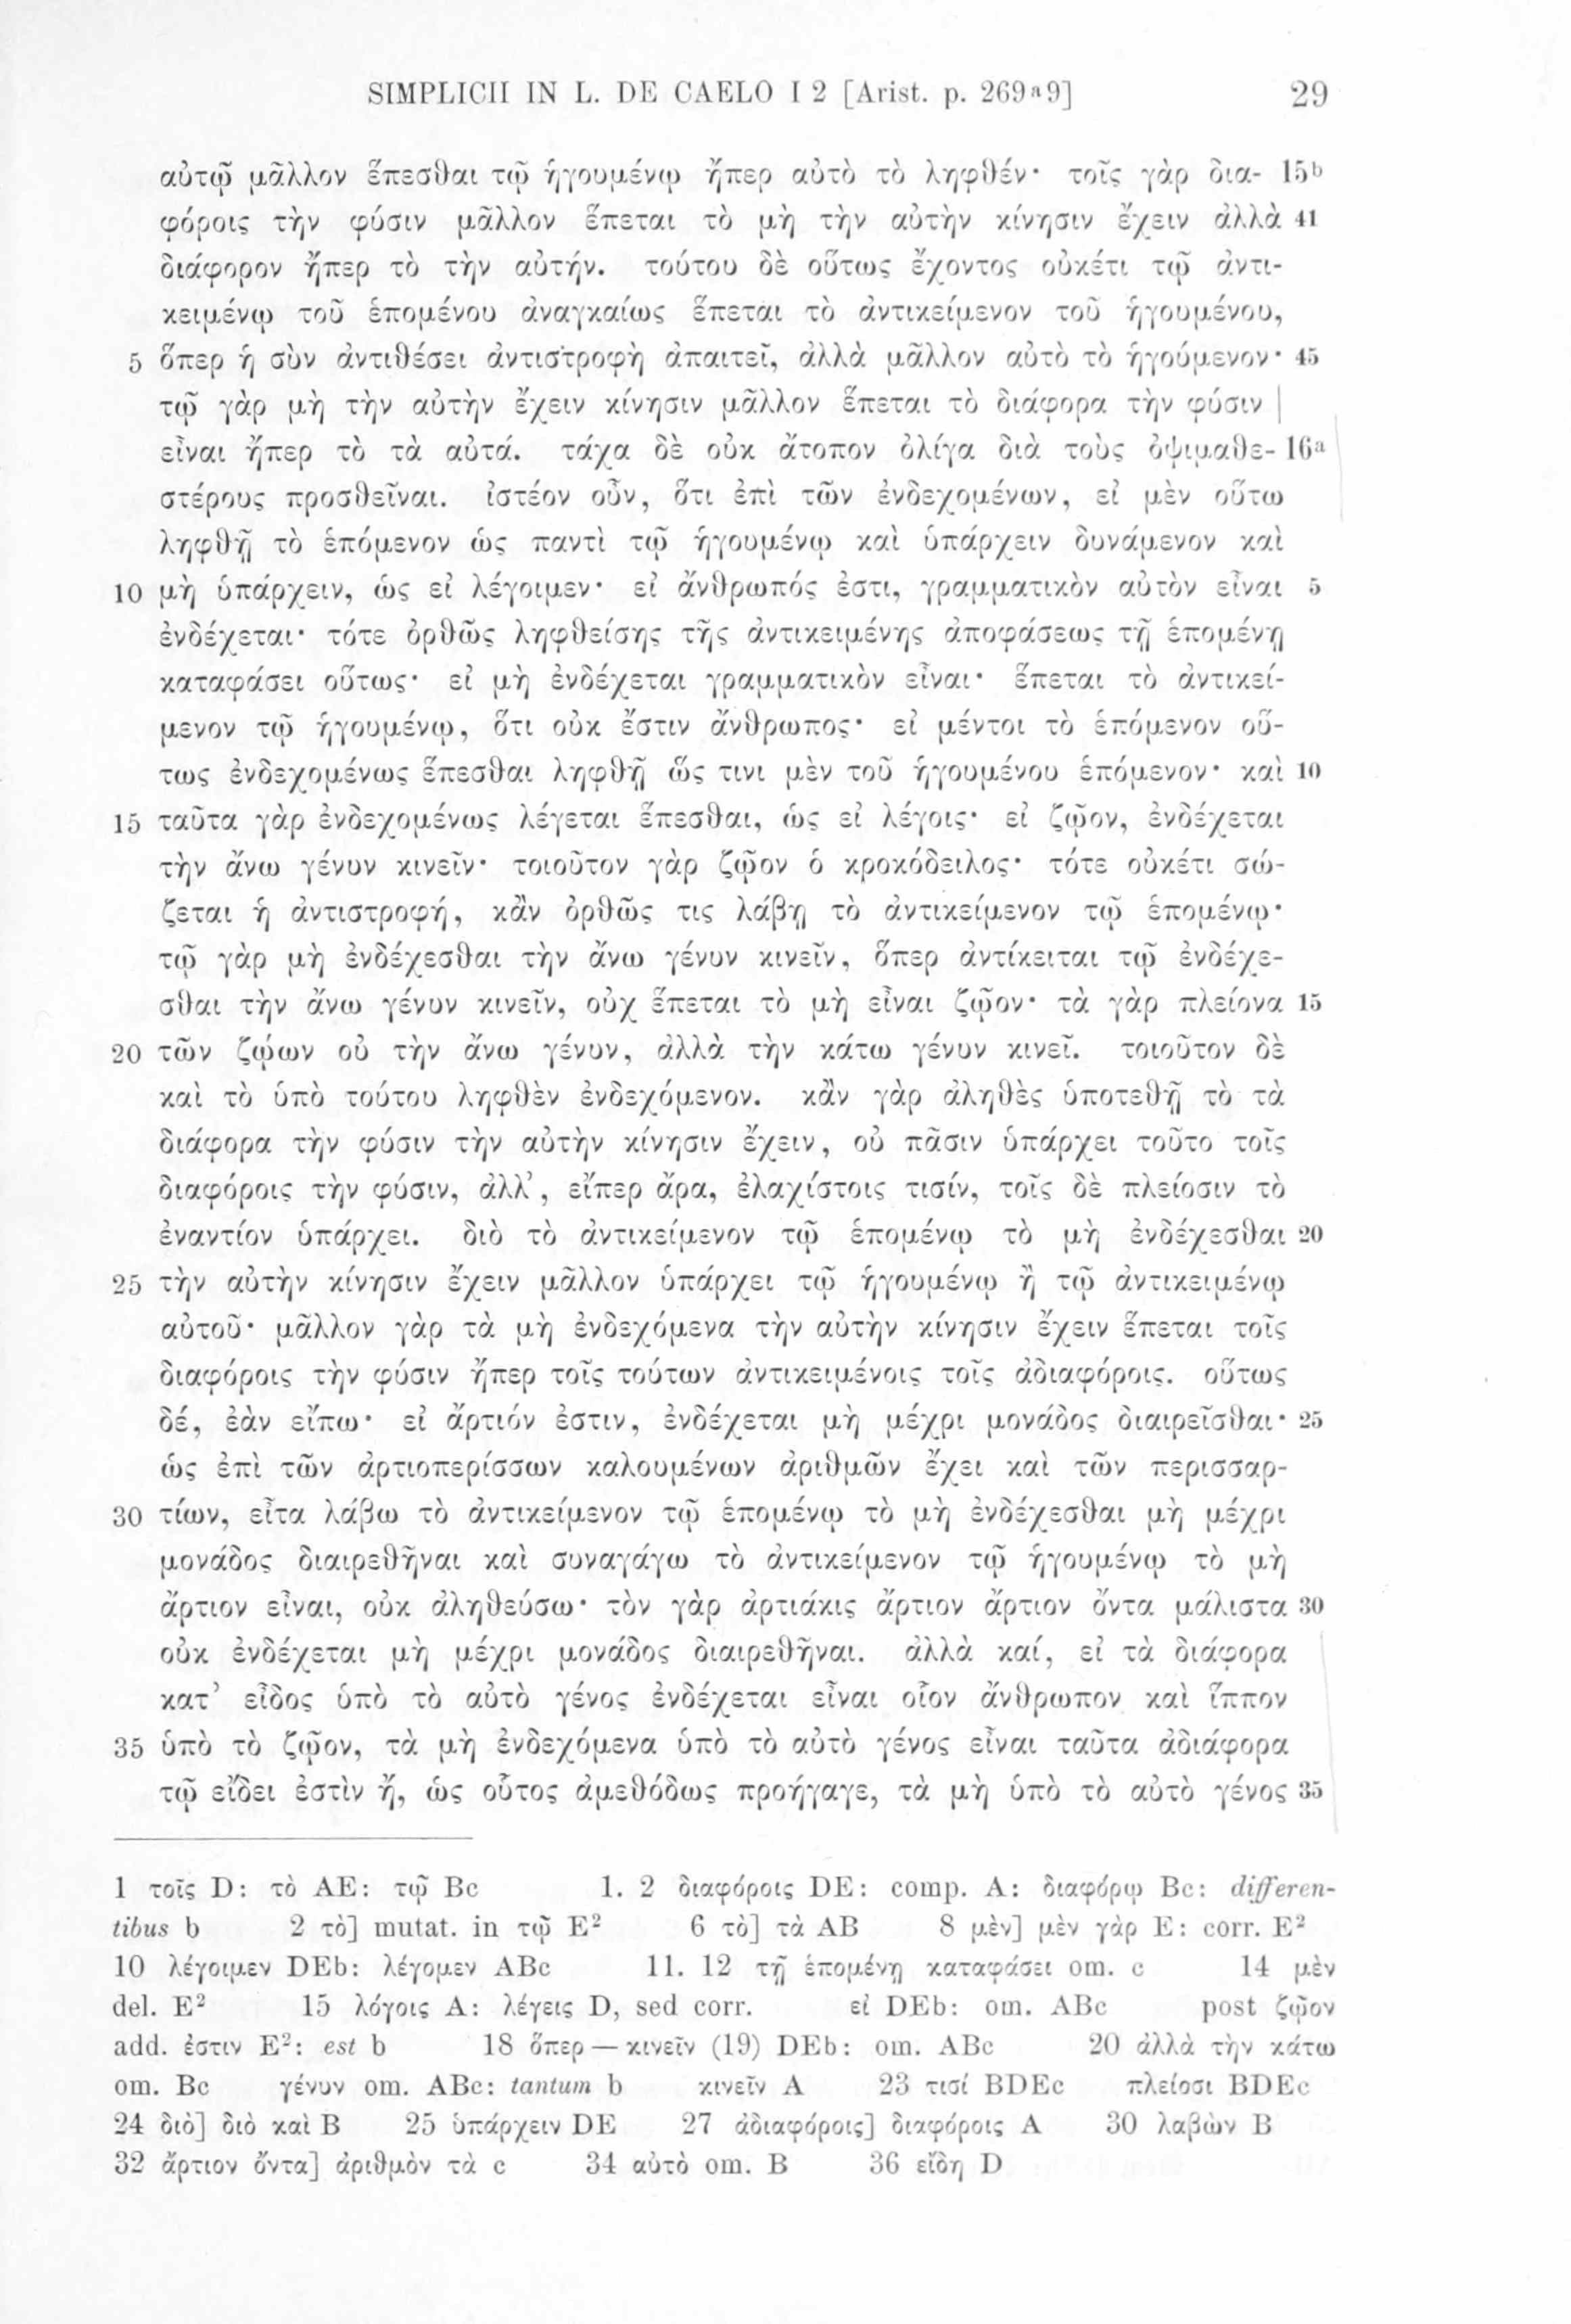 SIMPLICII IN L. DE CAELO I 2 [Arist. p. 269ᵃ9] 29
αὐτῷ μᾶλλον ἕπεσθαι τῷ ἡγουμένῳ ἤπερ αὐτὸ τὸ ληφθέν· τοῖς γὰρ δια- 15ᵇ
φόροις τὴν φύσιν μᾶλλον ἕπεται τὸ μὴ τὴν αὐτὴν κίνησιν ἔχειν ἀλλὰ 41
διάφορον ἤπερ τὸ τὴν αὐτήν. τούτου δὲ οὕτως ἔχοντος οὐκέτι τῷ ἀντι-
κειμένῳ τοῦ ἑπομένου ἀναγκαίως ἕπεται τὸ ἀντικείμενον τοῦ ἡγουμένου,
5 ὅπερ ἡ σὺν ἀντιθέσει ἀντιστροφὴ ἀπαιτεῖ, ἀλλὰ μᾶλλον αὐτὸ τὸ ἡγούμενον· 45
τῷ γὰρ μὴ τὴν αὐτὴν ἔχειν κίνησιν μᾶλλον ἕπεται τὸ διάφορα τὴν φύσιν |
εἶναι ἤπερ τὸ τὰ αὐτά. τάχα δὲ οὐκ ἄτοπον ὀλίγα διὰ τοὺς ὀψιμαθε- 16ᵃ
στέρους προσθεῖναι. ἰστέον οὖν, ὅτι ἐπὶ τῶν ἐνδεχομένων, εἰ μὲν οὕτω
ληφθῇ τὸ ἑπόμενον ὡς παντὶ τῷ ἡγουμένῳ καὶ ὑπάρχειν δυνάμενον καὶ
10 μὴ ὑπάρχειν, ὡς εἰ λέγοιμεν· εἰ ἄνθρωπός ἐστι, γραμματικὸν αὐτὸν εἶναι 5
ἐνδέχεται· τότε ὀρθῶς ληφθείσης τῆς ἀντικειμένης ἀποφάσεως τῇ ἑπομένῃ
καταφάσει οὕτως· εἰ μὴ ἐνδέχεται γραμματικὸν εἶναι· ἕπεται τὸ ἀντικεί-
μενον τῷ ἡγουμένῳ, ὅτι οὐκ ἔστιν ἄνθρωπος· εἰ μέντοι τὸ ἑπόμενον οὕ-
τως ἐνδεχομένως ἕπεσθαι ληφθῇ ὥς τινι μὲν τοῦ ἡγουμένου ἑπόμενον· καὶ 10
15 ταῦτα γὰρ ἐνδεχομένως λέγεται ἕπεσθαι, ὡς εἰ λέγοις· εἰ ζῷον, ἐνδέχεται
τὴν ἄνω γένυν κινεῖν· τοιοῦτον γὰρ ζῷον ὁ κροκόδειλος· τότε οὐκέτι σώ-
ζεται ἡ ἀντιστροφή, κἂν ὀρθῶς τις λάβῃ τὸ ἀντικείμενον τῷ ἑπομένῳ·
τῷ γὰρ μὴ ἐνδέχεσθαι τὴν ἄνω γένυν κινεῖν, ὅπερ ἀντίκειται τῷ ἐνδέχε-
σθαι τὴν ἄνω γένυν κινεῖν, οὐχ ἕπεται τὸ μὴ εἶναι ζῷον· τὰ γὰρ πλείονα 15
20 τῶν ζῴων οὐ τὴν ἄνω γένυν, ἀλλὰ τὴν κάτω γένυν κινεῖ. τοιοῦτον δὲ
καὶ τὸ ὑπὸ τούτου ληφθὲν ἐνδεχόμενον. κἂν γὰρ ἀληθὲς ὑποτεθῇ τὸ τὰ
διάφορα τὴν φύσιν τὴν αὐτὴν κίνησιν ἔχειν, οὐ πᾶσιν ὑπάρχει τοῦτο τοῖς
διαφόροις τὴν φύσιν, ἀλλ’, εἴπερ ἄρα, ἐλαχίστοις τισίν, τοῖς δὲ πλείοσιν τὸ
ἐναντίον ὑπάρχει. διὸ τὸ ἀντικείμενον τῷ ἑπομένῳ τὸ μὴ ἐνδέχεσθαι 20
25 τὴν αὐτὴν κίνησιν ἔχειν μᾶλλον ὑπάρχει τῷ ἡγουμένῳ ἢ τῷ ἀντικειμένῳ
αὐτοῦ· μᾶλλον γὰρ τὰ μὴ ἐνδεχόμενα τὴν αὐτὴν κίνησιν ἔχειν ἕπεται τοῖς
διαφόροις τὴν φύσιν ἤπερ τοῖς τούτων ἀντικειμένοις τοῖς ἀδιαφόροις. οὕτως
δέ, ἐὰν εἴπω· εἰ ἄρτιόν ἐστιν, ἐνδέχεται μὴ μέχρι μονάδος διαιρεῖσθαι· 25
ὡς ἐπὶ τῶν ἀρτιοπερίσσων καλουμένων ἀριθμῶν ἔχει καὶ τῶν περισσαρ-
30 τίων, εἶτα λάβω τὸ ἀντικείμενον τῷ ἑπομένῳ τὸ μὴ ἐνδέχεσθαι μὴ μέχρι
μονάδος διαιρεθῆναι καὶ συναγάγω τὸ ἀντικείμενον τῷ ἡγουμένῳ τὸ μὴ
ἄρτιον εἶναι, οὐκ ἀληθεύσω· τὸν γὰρ ἀρτιάκις ἄρτιον ἄρτιον ὄντα μάλιστα 30
οὐκ ἐνδέχεται μὴ μέχρι μονάδος διαιρεθῆναι. ἀλλὰ καί, εἰ τὰ διάφορα
κατ’ εἶδος ὑπὸ τὸ αὐτὸ γένος ἐνδέχεται εἶναι οἷον ἄνθρωπον καὶ ἵππον
35 ὑπὸ τὸ ζῷον, τὰ μὴ ἐνδεχόμενα ὑπὸ τὸ αὐτὸ γένος εἶναι ταῦτα ἀδιάφορα
τῷ εἴδει ἐστὶν ἤ, ὡς οὗτος ἀμεθόδως προήγαγε, τὰ μὴ ὑπὸ τὸ αὐτὸ γένος 35
1 τοῖς D: τὸ AE: τῷ Bc 1. 2 διαφόροις DE: comp. A: διαφόρῳ Bc: differen-
tibus b 2 τὸ] mutat. in τῷ E² 6 τὸ] τὰ AB 8 μὲν] μὲν γὰρ E: corr. E²
10 λέγοιμεν DEb: λέγομεν ABc 11. 12 τῇ ἑπομένῃ καταφάσει om. c 14 μὲν
del. E² 15 λόγοις A: λέγεις D, sed corr. εἰ DEb: om. ABc post ζῷον
add. ἐστιν E²: est b 18 ὅπερ — κινεῖν (19) DEb: om. ABc 20 ἀλλὰ τὴν κάτω
om. Bc γένυν om. ABc: tantum b κινεῖν A 23 τισί BDEc πλείοσι BDEc
24 διὸ] διὸ καὶ B 25 ὑπάρχειν DE 27 ἀδιαφόροις] διαφόροις A 30 λαβὼν B
32 ἄρτιον ὄντα] ἀριθμὸν τὰ c 34 αὐτὸ om. B 36 εἴδη D